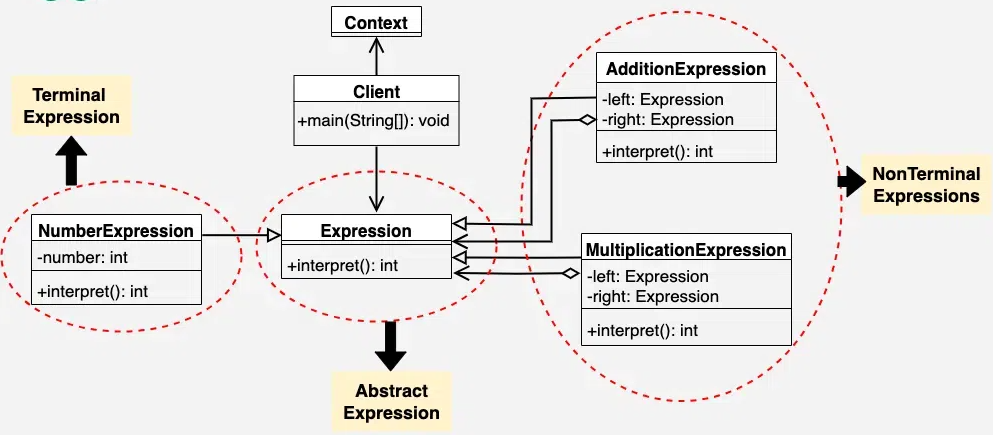 Context
Client
+main(String[]): void
Terminal
Expression
NumberExpression
-number: int
+interpret(): int
Expression
+interpret(): int
Abstract
Expression
AdditionExpression
-left: Expression
-right: Expression
+interpret(): int
MultiplicationExpression
-left: Expression
-right: Expression
+interpret(): int
NonTerminal
Expressions